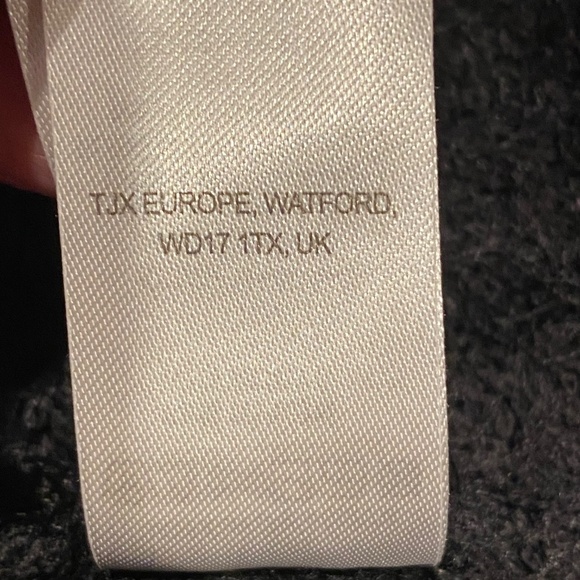 TJX EUROPE, WATFORD,
WD17 1TX, UK